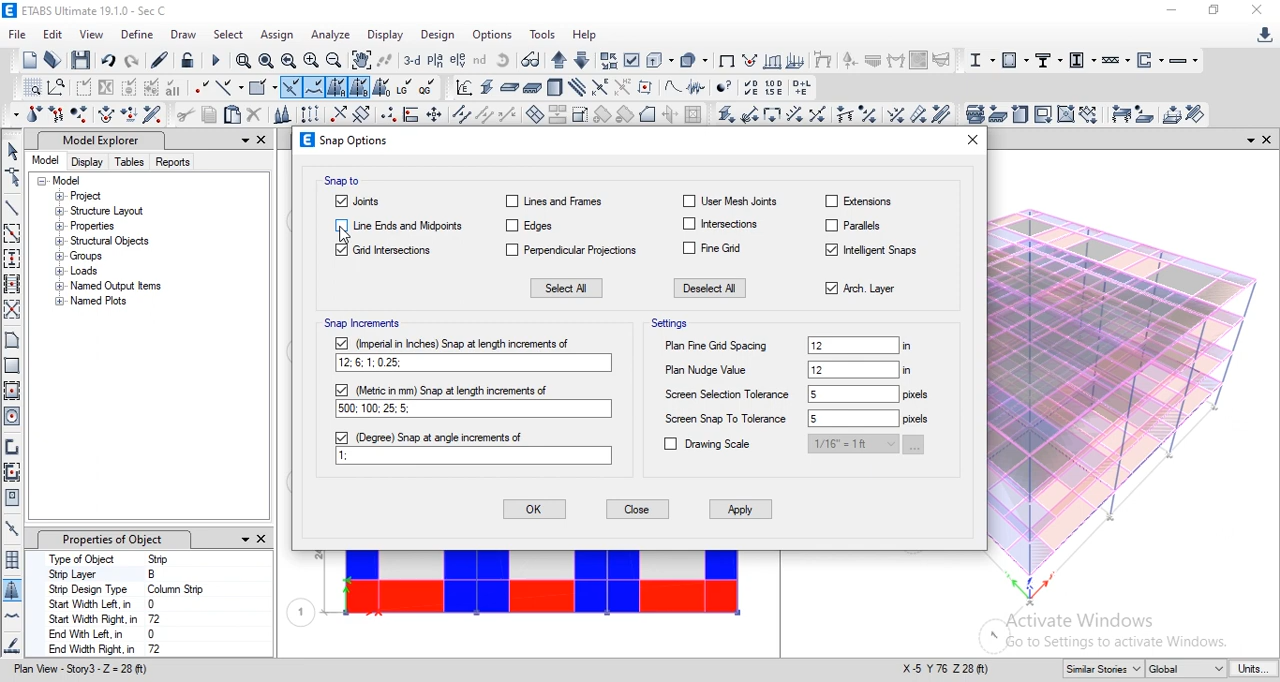 ETABS Ultimate 19.1.0 - Sec C
File Edit View Define Draw Select Assign Analyze Display Design Options Tools Help
3-d
nd
all
LG QG
Model Explorer
Model Display Tables Reports
Model
Project
Structure Layout
Properties
Structural Objects
Groups
Loads
Named Output Items
Named Plots
Properties of Object
Type of Object Strip
Strip Layer B
Strip Design Type Column Strip
Start Width Left, in 0
Start Width Right, in 72
End With Left, in 0
End With Right, in 72
Snap Options
Snap to
Joints Lines and Frames User Mesh Joints Extensions
Line Ends and Midpoints Edges Intersections Parallels
Grid Intersections Perpendicular Projections Fine Grid Intelligent Snaps
Select All Deselect All Arch. Layer
Snap Increments
(Imperial in Inches) Snap at length increments of
12; 6; 1; 0.25;
(Metric in mm) Snap at length increments of
500; 100; 25; 5;
(Degree) Snap at angle increments of
1;
Settings
Plan Fine Grid Spacing 12 in
Plan Nudge Value 12 in
Screen Selection Tolerance 5 pixels
Screen Snap To Tolerance 5 pixels
Drawing Scale 1/16" = 1 ft ...
OK Close Apply
1
Activate Windows
Go to Settings to activate Windows.
Plan View - Story3 - Z = 28 (ft) X -5 Y 76 Z 28 (ft) Similar Stories Global Units...